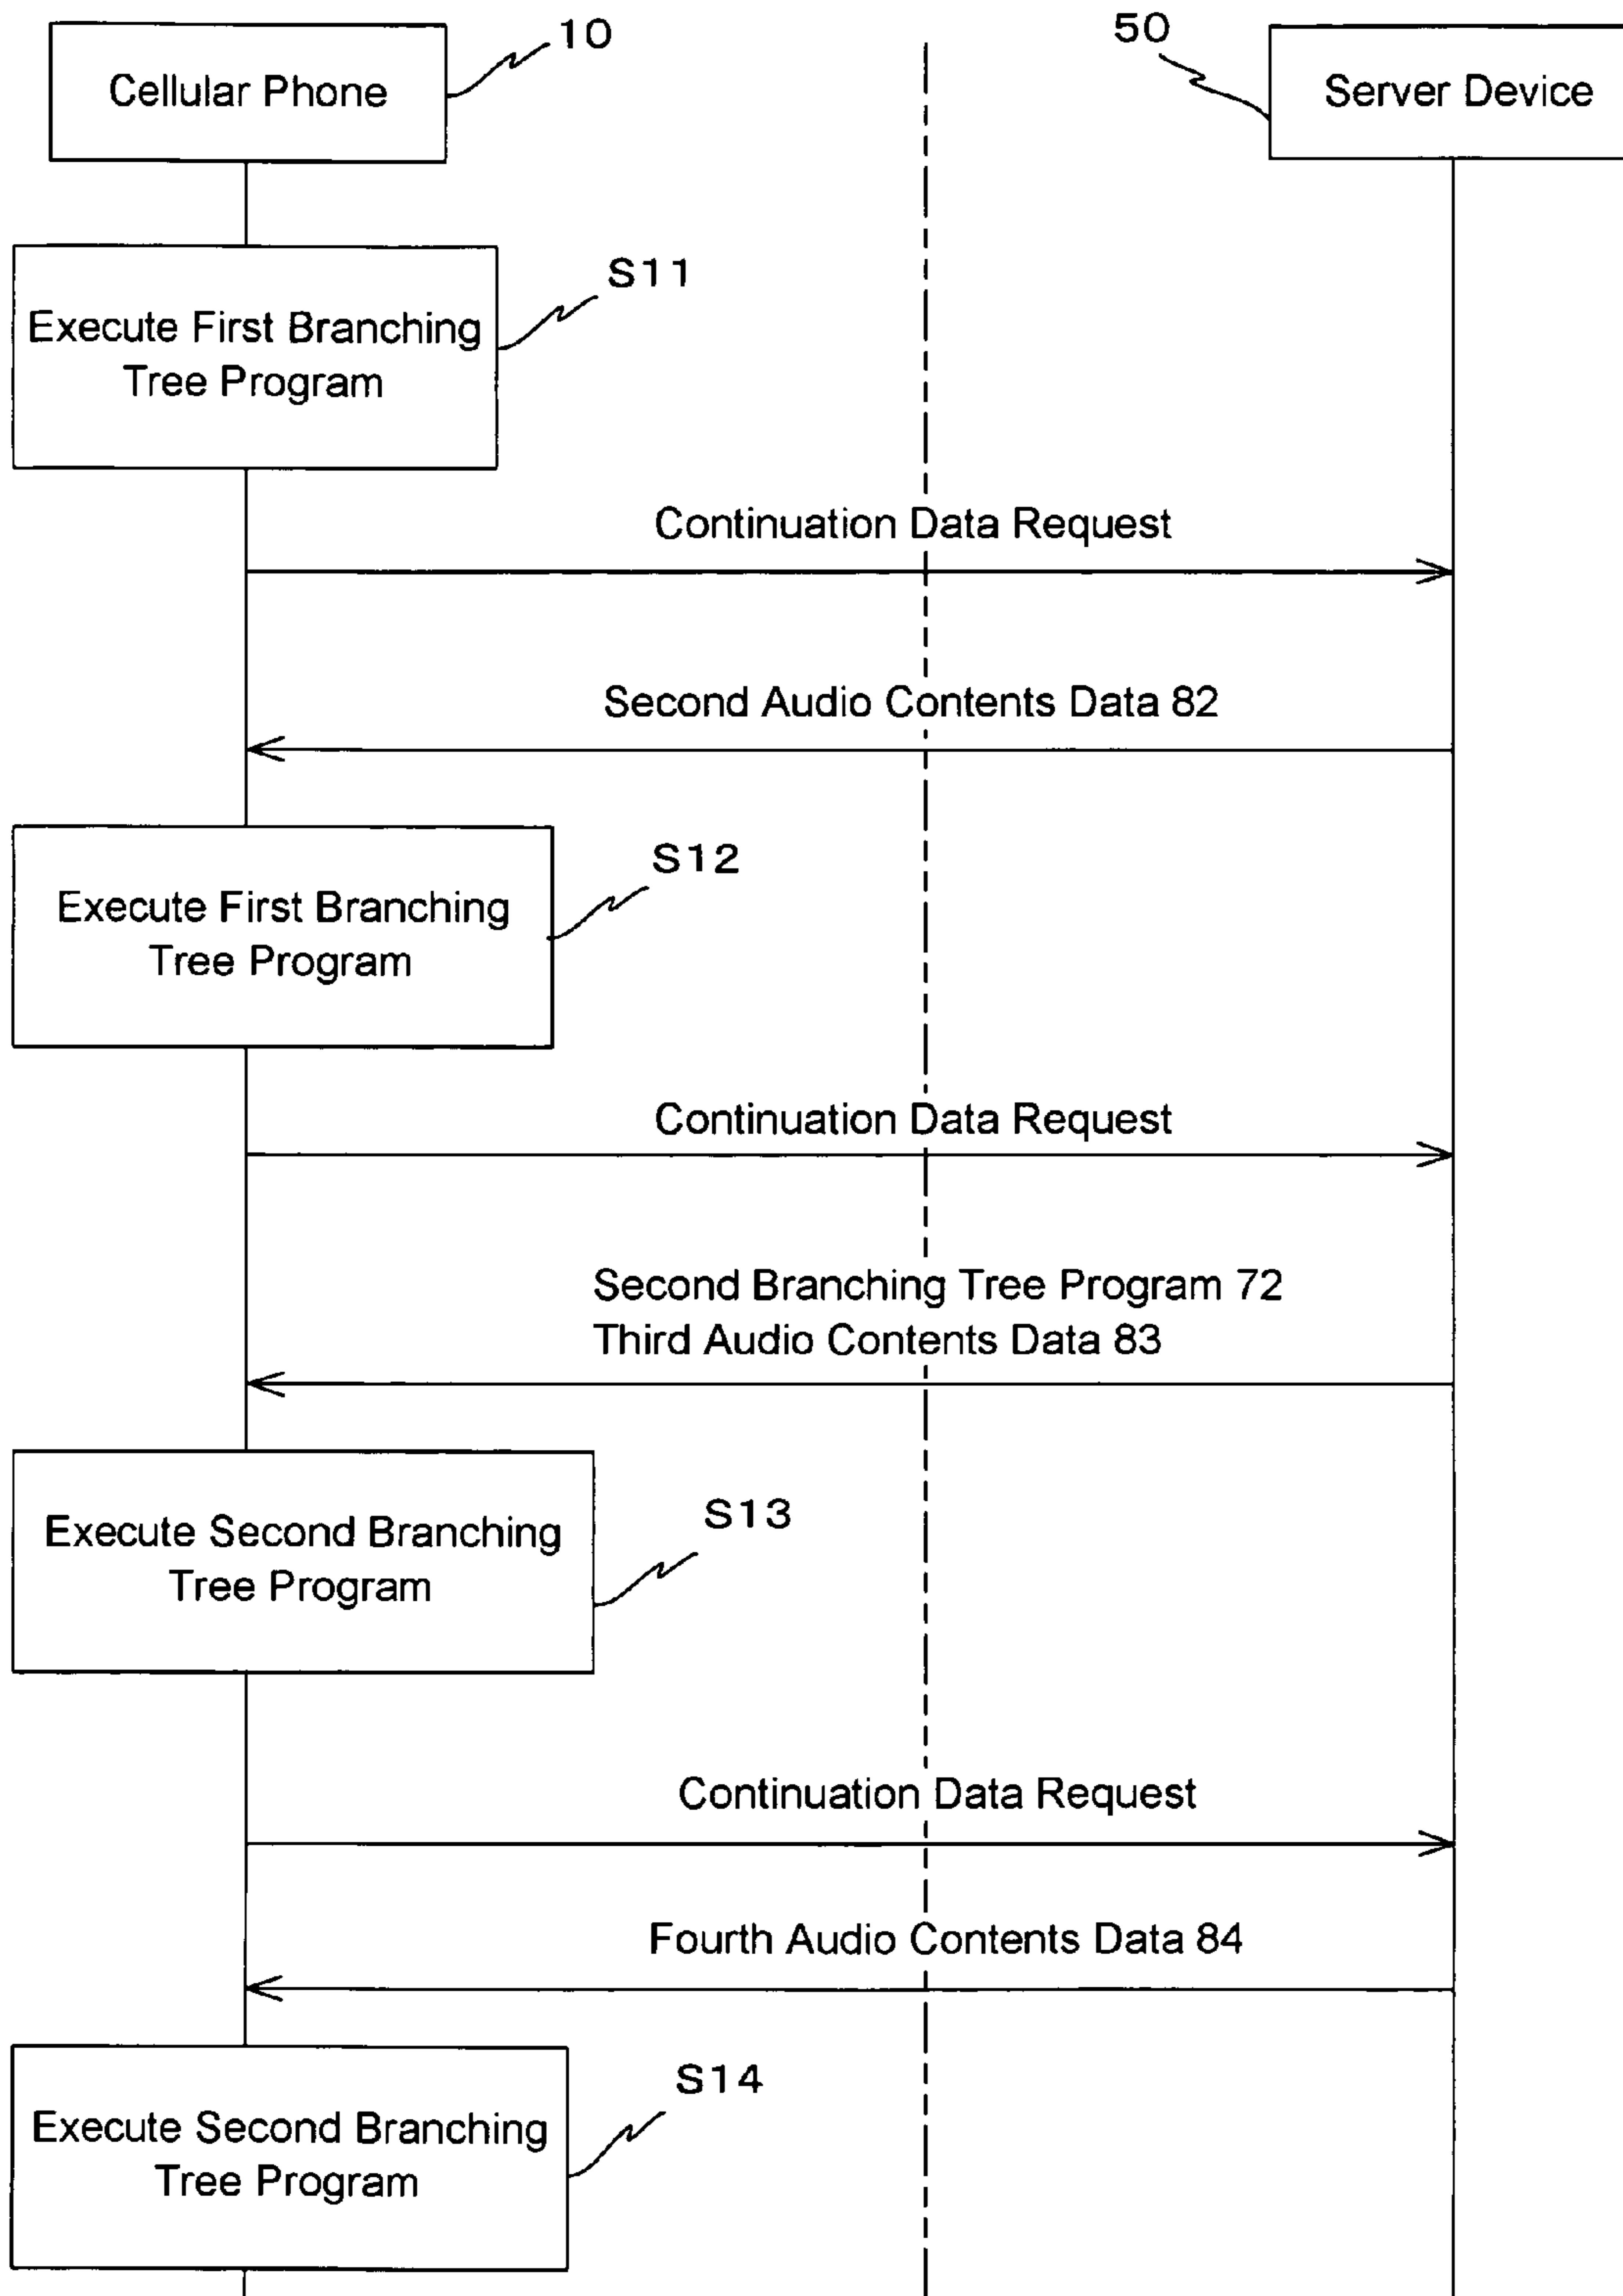 Cellular Phone
10
50
Server Device
S11
Execute First Branching
Tree Program
Continuation Data Request
Second Audio Contents Data 82
S12
Execute First Branching
Tree Program
Continuation Data Request
Second Branching Tree Program 72
Third Audio Contents Data 83
S13
Execute Second Branching
Tree Program
Continuation Data Request
Fourth Audio Contents Data 84
S14
Execute Second Branching
Tree Program